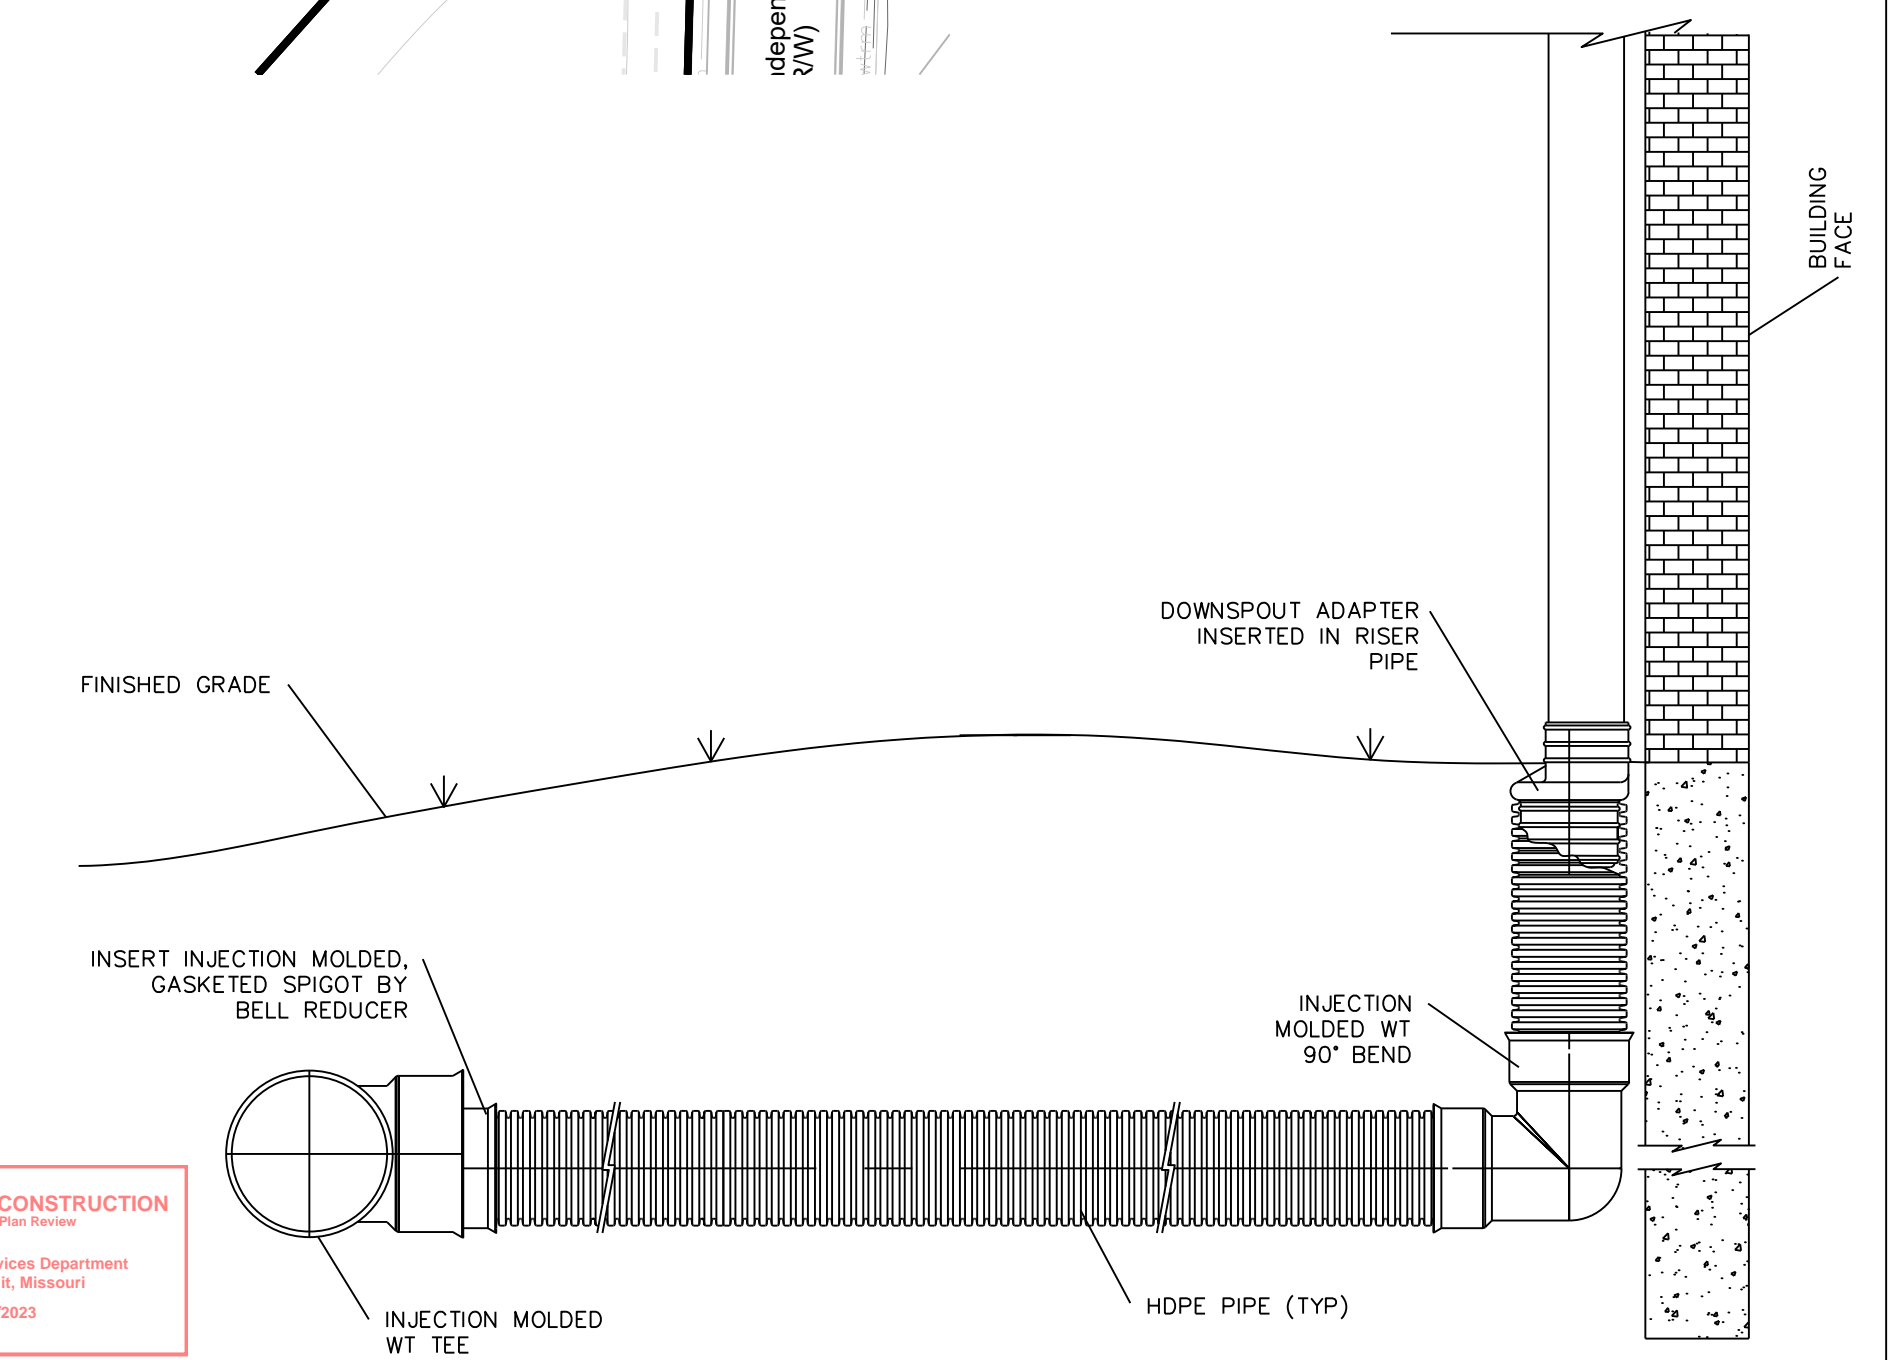 R/W)
BUILDING
FACE
DOWNSPOUT ADAPTER
INSERTED IN RISER
PIPE
FINISHED GRADE
INSERT INJECTION MOLDED,
GASKETED SPIGOT BY
BELL REDUCER
INJECTION
MOLDED WT
90° BEND
CONSTRUCTION
Plan Review
vices Department
it, Missouri
/2023
HDPE PIPE (TYP)
INJECTION MOLDED
WT TEE